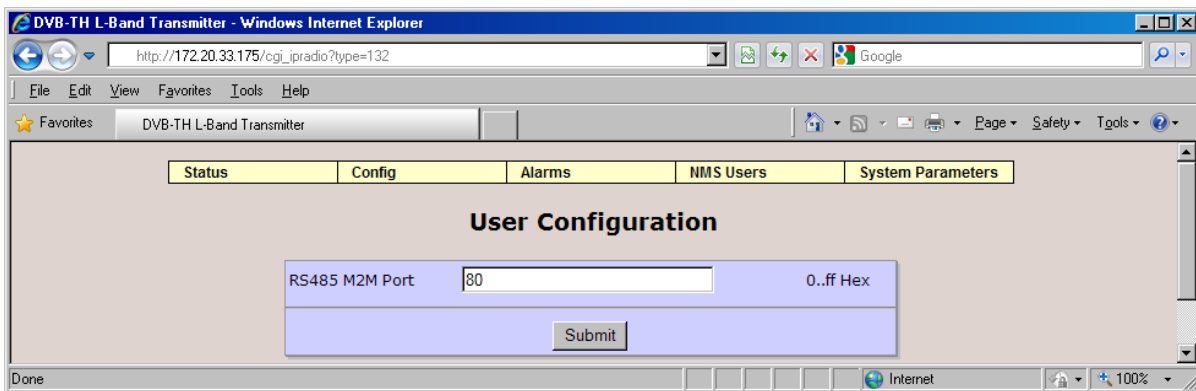 DVB-TH L-Band Transmitter - Windows Internet Explorer
http://172.20.33.175/cgi_ipradio?type=132
Google
File Edit View Favorites Tools Help
Favorites DVB-TH L-Band Transmitter Page Safety Tools
Status Config Alarms NMS Users System Parameters
User Configuration
RS485 M2M Port 80 0..ff Hex
Submit
Done Internet 100%